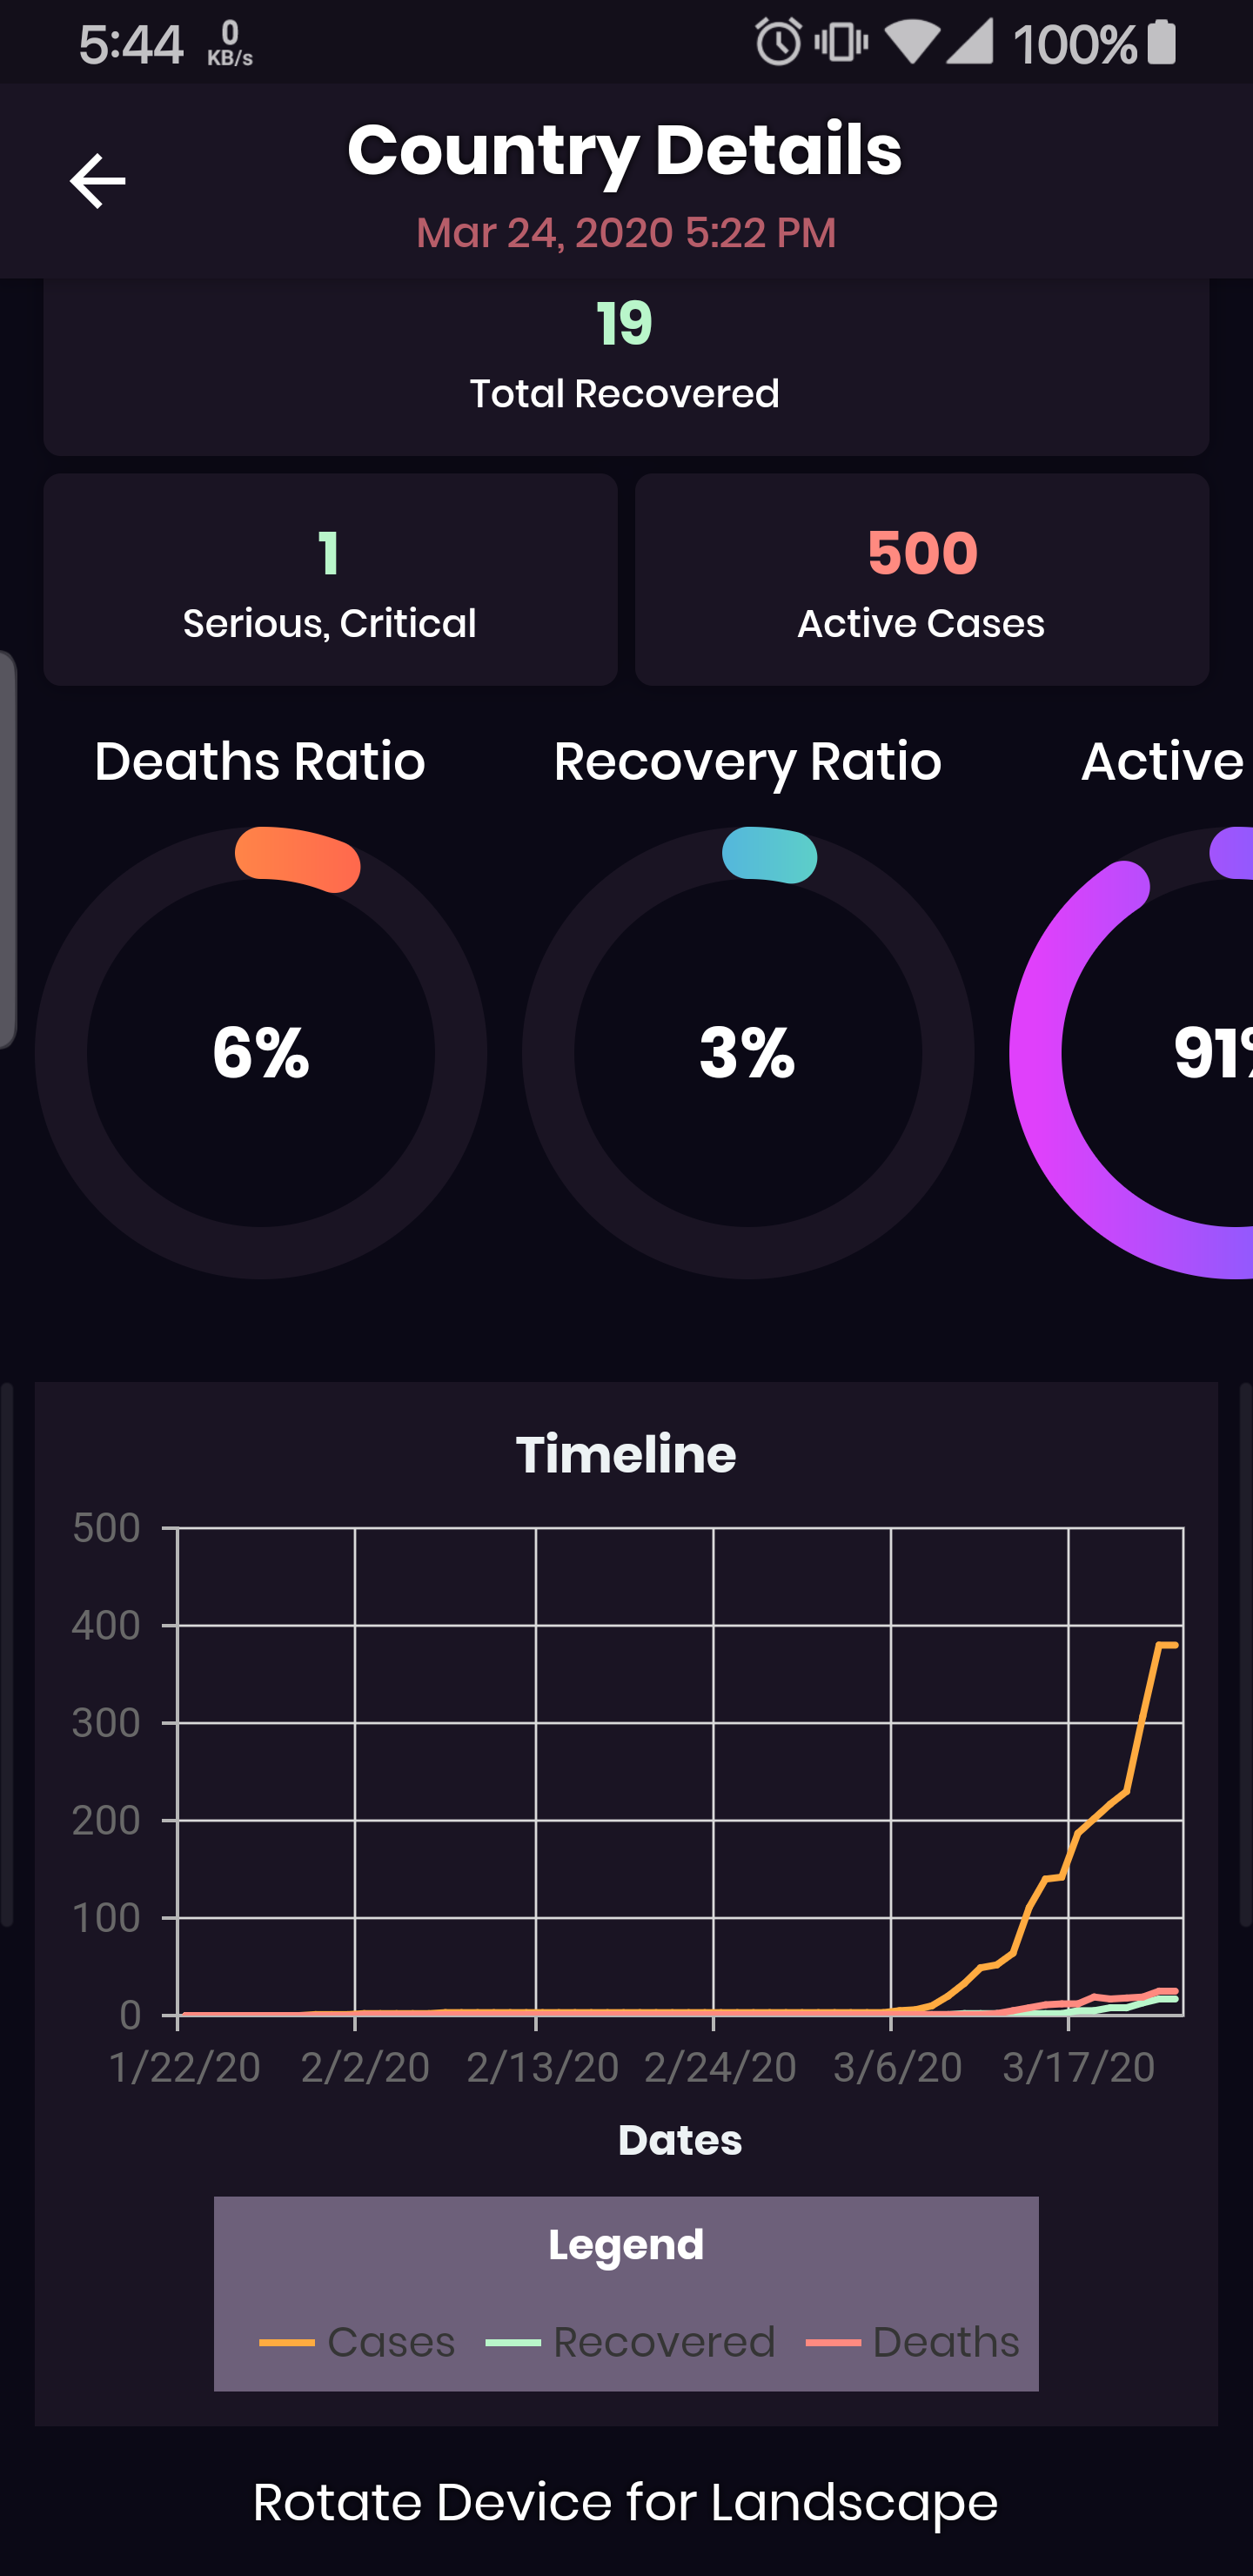 5:44 0 KB/s 100%
Country Details
Mar 24, 2020 5:22 PM
19
Total Recovered
1
Serious, Critical
500
Active Cases
Deaths Ratio
Recovery Ratio
Active
6%
3%
91%
Timeline
500
400
300
200
100
0
1/22/20 2/2/20 2/13/20 2/24/20 3/6/20 3/17/20
Dates
Legend
Cases Recovered Deaths
Rotate Device for Landscape